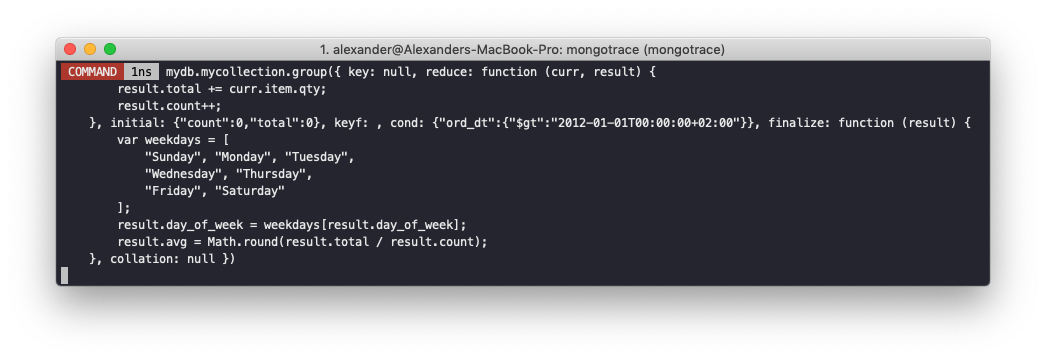 1. alexander@Alexanders-MacBook-Pro: mongotrace (mongotrace)
COMMAND 1ns mydb.mycollection.group({ key: null, reduce: function (curr, result) {
        result.total += curr.item.qty;
        result.count++;
    }, initial: {"count":0,"total":0}, keyf: , cond: {"ord_dt":{"$gt":"2012-01-01T00:00:00+02:00"}}, finalize: function (result) {
        var weekdays = [
            "Sunday", "Monday", "Tuesday",
            "Wednesday", "Thursday",
            "Friday", "Saturday"
        ];
        result.day_of_week = weekdays[result.day_of_week];
        result.avg = Math.round(result.total / result.count);
    }, collation: null })